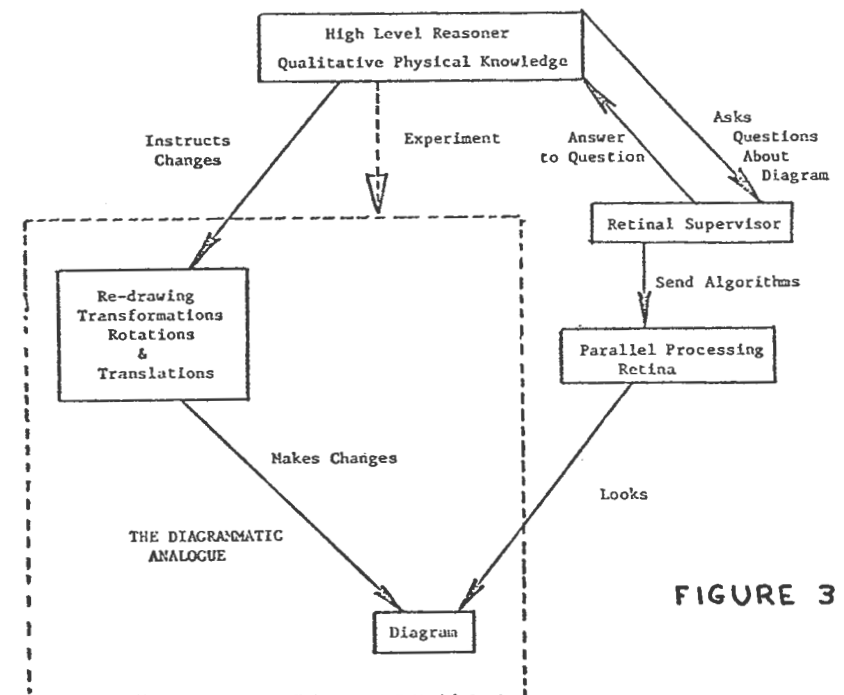 High Level Reasoner
Qualitative Physical Knowledge
Instructs
Changes
Experiment
Answer
to Question
Asks
Questions
About
Diagram
Retinal Supervisor
Send Algorithms
Re-drawing
Transformations
Rotations
&
Translations
Parallel Processing
Retina
Makes Changes
Looks
THE DIAGRAMMATIC
ANALOGUE
Diagram
FIGURE 3